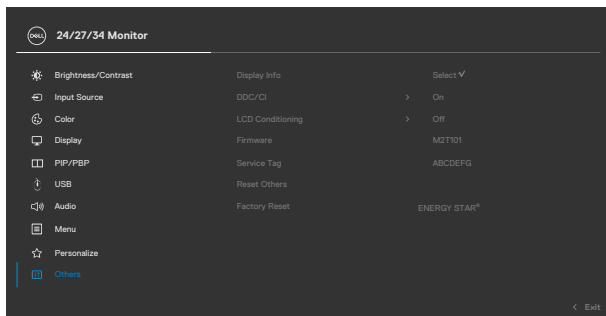 DELL 24/27/34 Monitor
Brightness/Contrast Display Info Select ✓
Input Source DDC/CI > On
Color LCD Conditioning > Off
Display Firmware M2T101
PIP/PBP Service Tag ABCDEFG
USB Reset Others
Audio Factory Reset ENERGY STAR®
Menu
Personalize
Others
< Exit